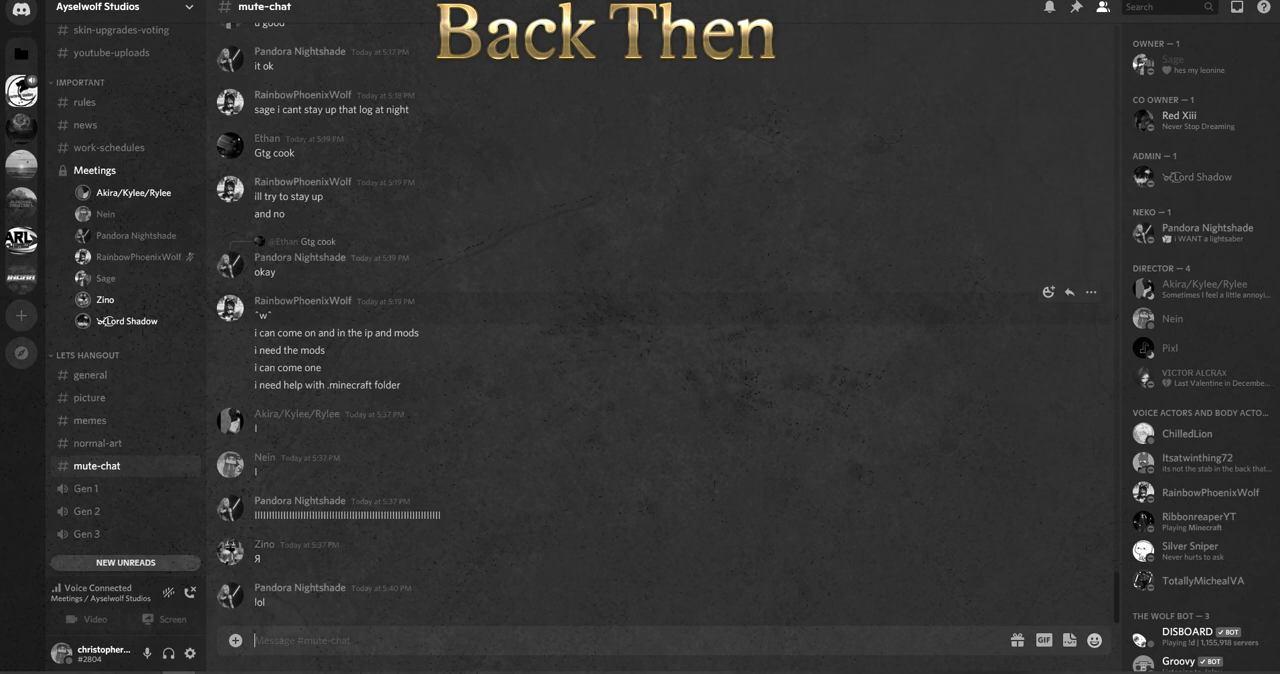 Ayselwolf Studios
skin-upgrades-voting
youtube-uploads
IMPORTANT
rules
news
work-schedules
Meetings
Akira/Kylee/Rylee
Nein
Pandora Nightshade
RainbowPhoenixWolf
Sage
Zino
Lord Shadow
LETS HANGOUT
general
picture
memes
normal-art
mute-chat
Gen 1
Gen 2
Gen 3
NEW UNREADS
Voice Connected
Meetings / Ayselwolf Studios
Video Screen
christopher...
#2804
# mute-chat
Back Then
u good
Pandora Nightshade Today at 5:17 PM
it ok
RainbowPhoenixWolf Today at 5:18 PM
sage i cant stay up that log at night
Ethan Today at 5:19 PM
Gtg cook
RainbowPhoenixWolf Today at 5:19 PM
ill try to stay up
and no
@Ethan Gtg cook
Pandora Nightshade Today at 5:19 PM
okay
RainbowPhoenixWolf Today at 5:19 PM
"w"
i can come on and in the ip and mods
i need the mods
i can come one
i need help with .minecraft folder
Akira/Kylee/Rylee Today at 5:37 PM
l
Nein Today at 5:37 PM
l
Pandora Nightshade Today at 5:37 PM
Zino Today at 5:37 PM
Я
Pandora Nightshade Today at 5:40 PM
lol
Message #mute-chat
GIF
Search
OWNER — 1
Sage
hes my leonine
CO OWNER — 1
Red Xiii
Never Stop Dreaming
ADMIN — 1
Lord Shadow
NEKO — 1
Pandora Nightshade
i WANT a lightsaber
DIRECTOR — 4
Akira/Kylee/Rylee
Sometimes I feel a little annoyi...
Nein
Pixl
VICTOR ALCRAX
Last Valentine in Decembe...
VOICE ACTORS AND BODY ACTO...
ChilledLion
Itsatwinthing72
its not the stab in the back that...
RainbowPhoenixWolf
RibbonreaperYT
Playing Minecraft
Silver Sniper
Never hurts to ask
TotallyMichealVA
THE WOLF BOT — 3
DISBOARD BOT
Playing !d | 1,155,918 servers
Groovy BOT